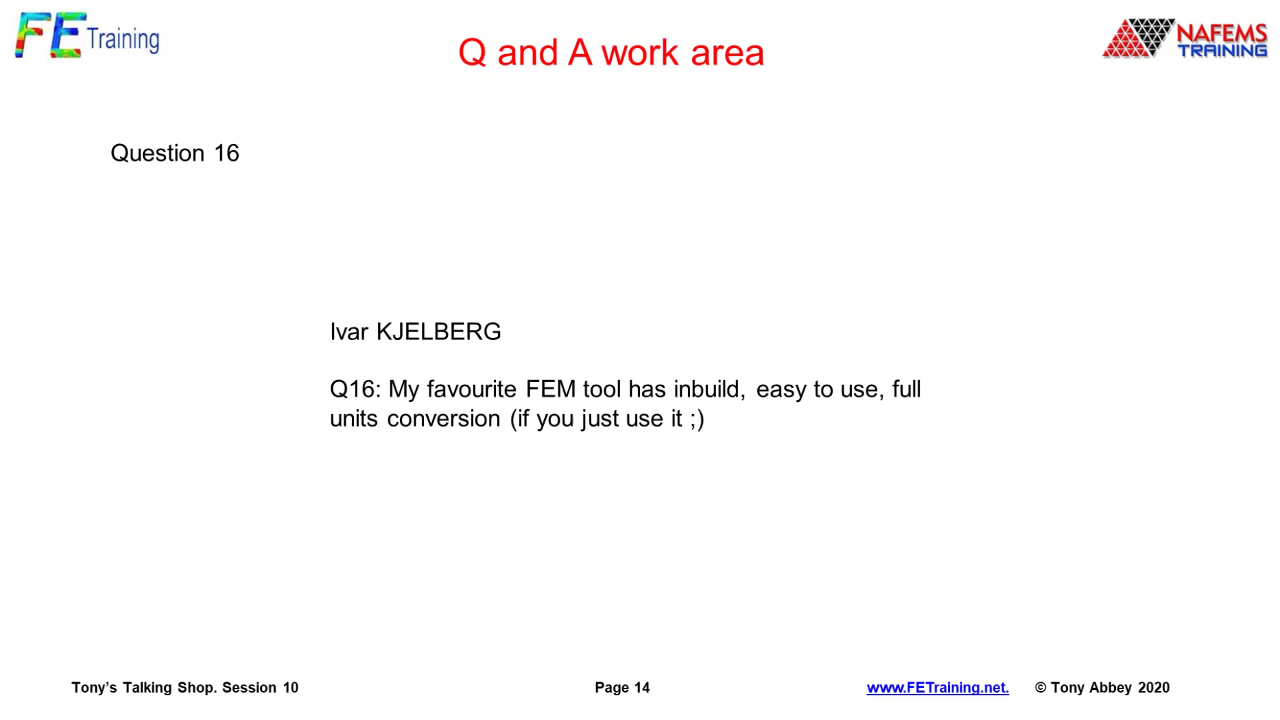 FE Training
Q and A work area
NAFEMS
TRAINING
Question 16
Ivar KJELBERG
Q16: My favourite FEM tool has inbuild, easy to use, full
units conversion (if you just use it ;)
Tony’s Talking Shop. Session 10
Page 14
www.FETraining.net.
© Tony Abbey 2020